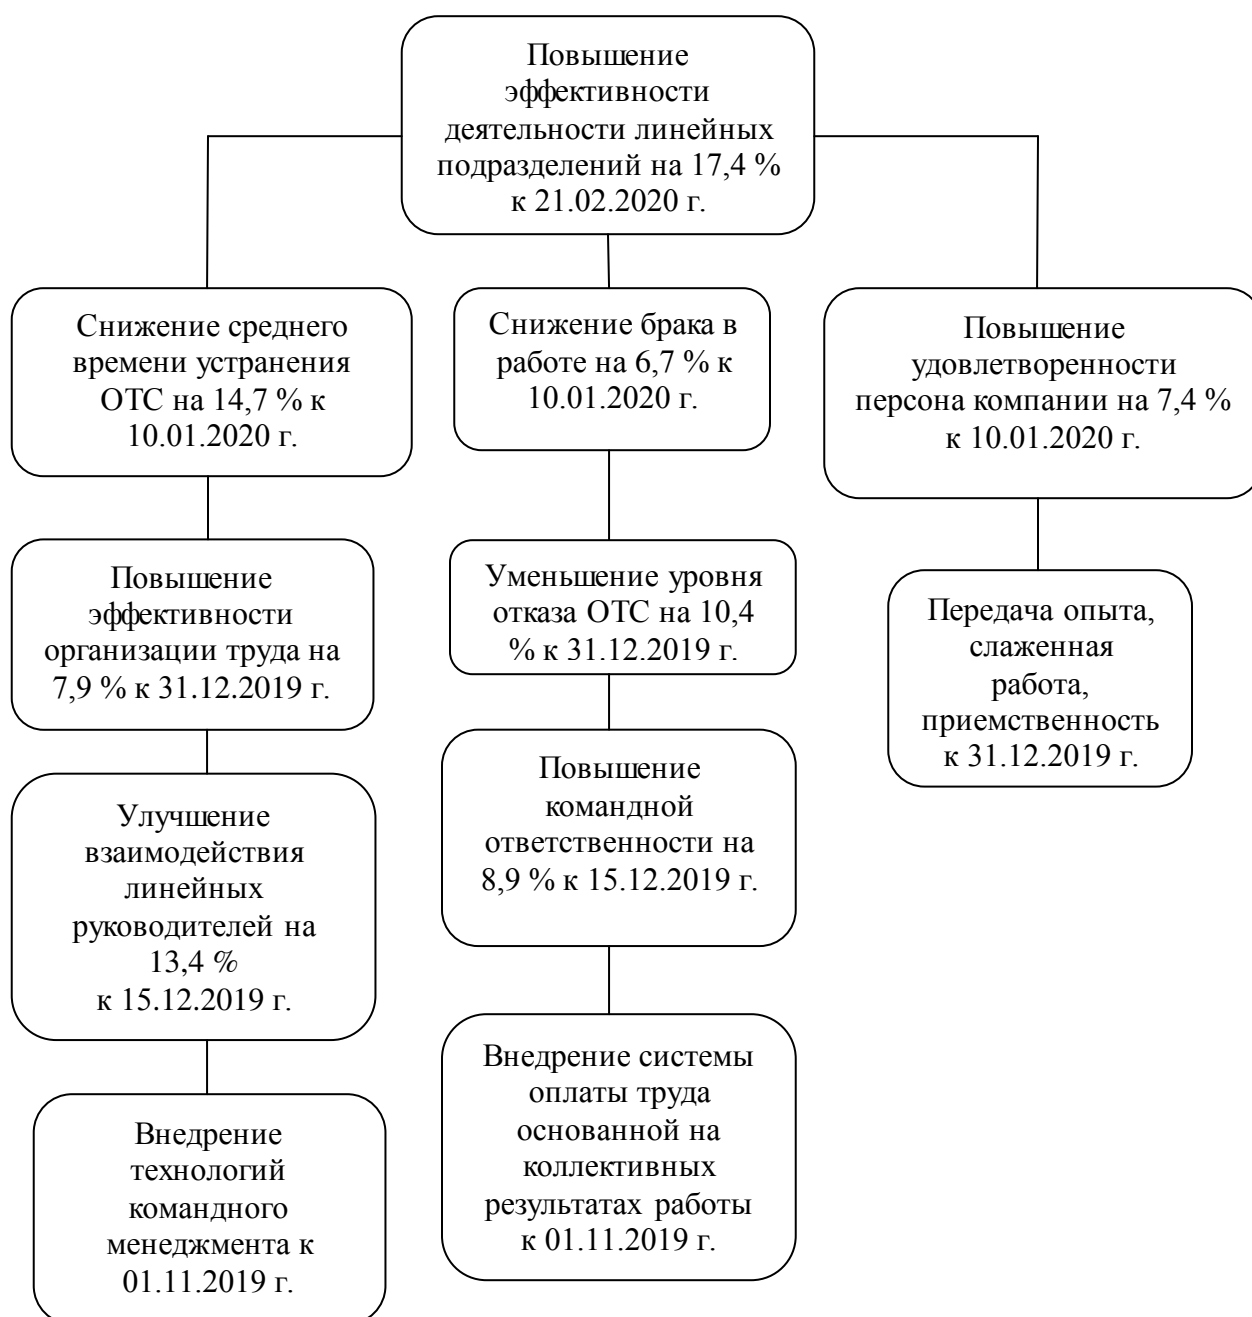 Повышение
эффективности
деятельности линейных
подразделений на 17,4 %
к 21.02.2020 г.
Снижение среднего
времени устранения
ОТС на 14,7 % к
10.01.2020 г.
Снижение брака в
работе на 6,7 % к
10.01.2020 г.
Повышение
удовлетворенности
персона компании на 7,4 %
к 10.01.2020 г.
Повышение
эффективности
организации труда на
7,9 % к 31.12.2019 г.
Уменьшение уровня
отказа ОТС на 10,4
% к 31.12.2019 г.
Передача опыта,
слаженная
работа,
приемственность
к 31.12.2019 г.
Улучшение
взаимодействия
линейных
руководителей на
13,4 %
к 15.12.2019 г.
Повышение
командной
ответственности на
8,9 % к 15.12.2019 г.
Внедрение
технологий
командного
менеджмента к
01.11.2019 г.
Внедрение системы
оплаты труда
основанной на
коллективных
результатах работы
к 01.11.2019 г.